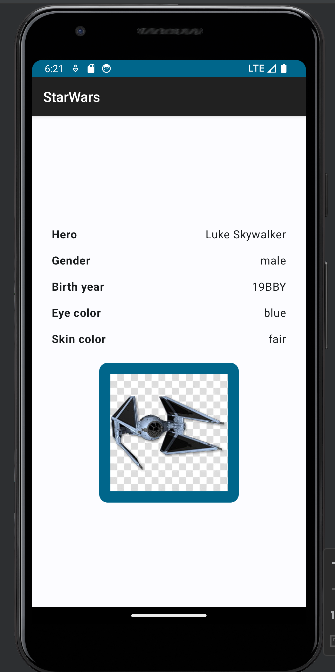 6:21 LTE
StarWars
Hero Luke Skywalker
Gender male
Birth year 19BBY
Eye color blue
Skin color fair